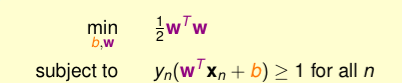 min b,w ½wᵀw
subject to yₙ(wᵀxₙ + b) ≥ 1 for all n